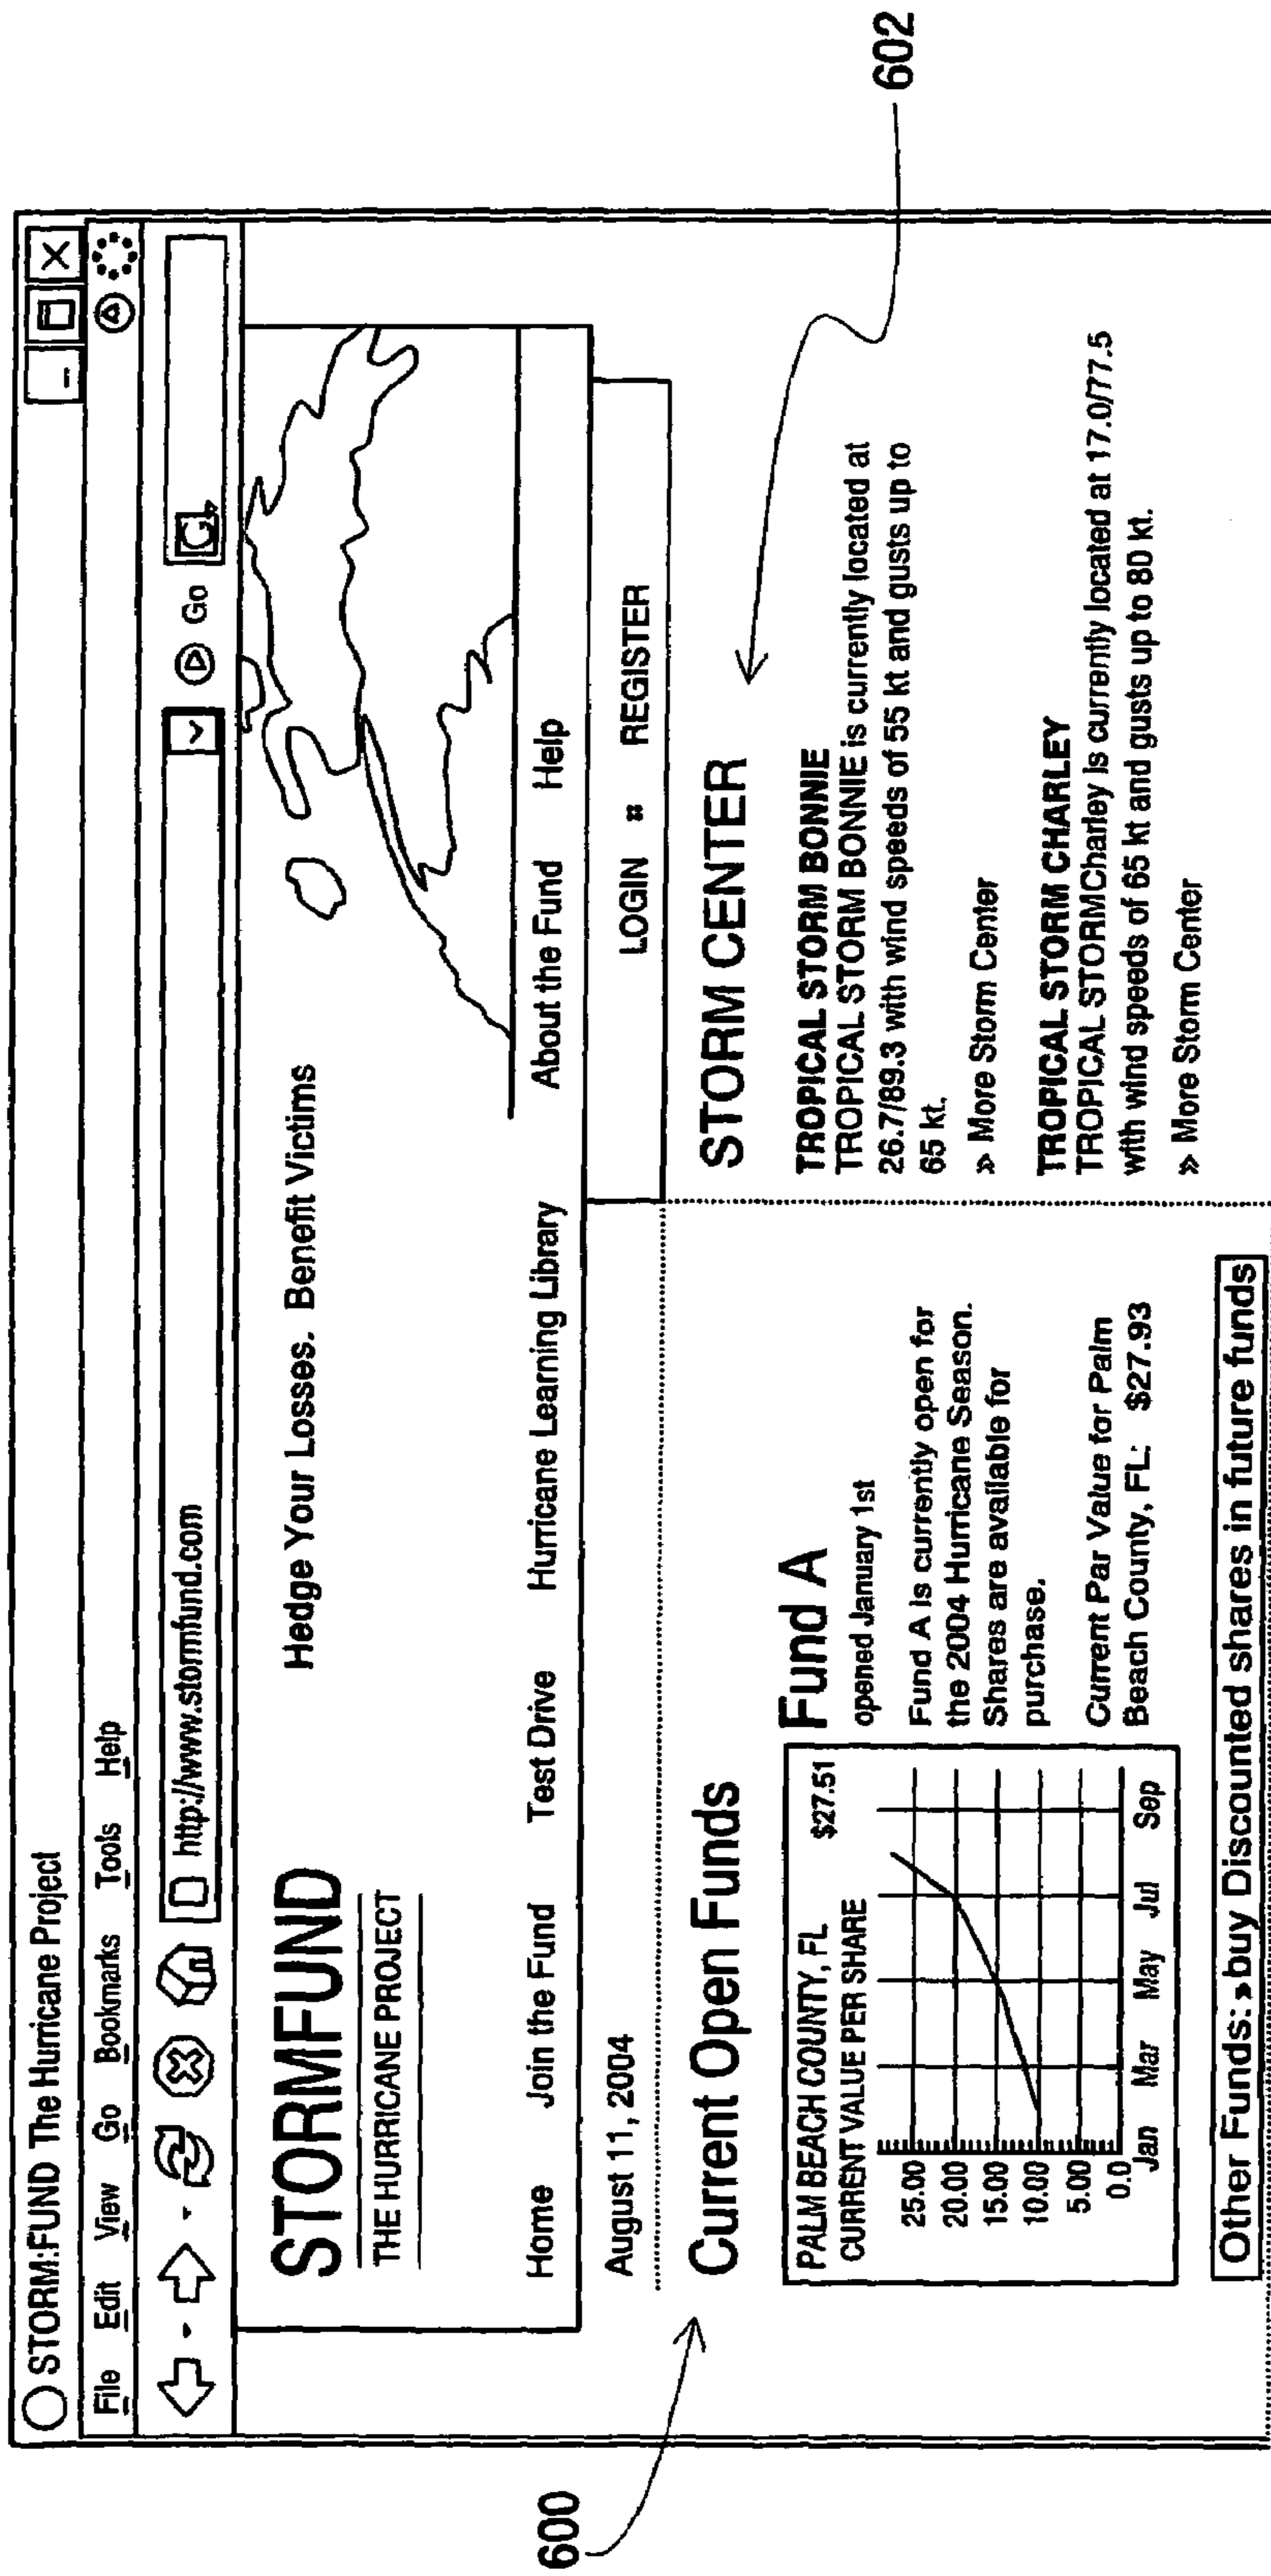 STORM:FUND The Hurricane Project
File Edit View Go Bookmarks Tools Help
http://www.stormfund.com Go G
STORMFUND
THE HURRICANE PROJECT
Hedge Your Losses. Benefit Victims
Home Join the Fund Test Drive Hurricane Learning Library About the Fund Help
August 11, 2004
LOGIN REGISTER
600
Current Open Funds
PALM BEACH COUNTY, FL
CURRENT VALUE PER SHARE $27.51
25.00
20.00
15.00
10.00
5.00
0.0
Jan Mar May Jul Sep
Fund A
opened January 1st
Fund A is currently open for
the 2004 Hurricane Season.
Shares are available for
purchase.
Current Par Value for Palm
Beach County, FL: $27.93
Other Funds: »buy Discounted shares in future funds
602
STORM CENTER
TROPICAL STORM BONNIE
TROPICAL STORM BONNIE is currently located at
26.7/89.3 with wind speeds of 55 kt and gusts up to
65 kt.
» More Storm Center
TROPICAL STORM CHARLEY
TROPICAL STORMCharley is currently located at 17.0/77.5
with wind speeds of 65 kt and gusts up to 80 kt.
» More Storm Center